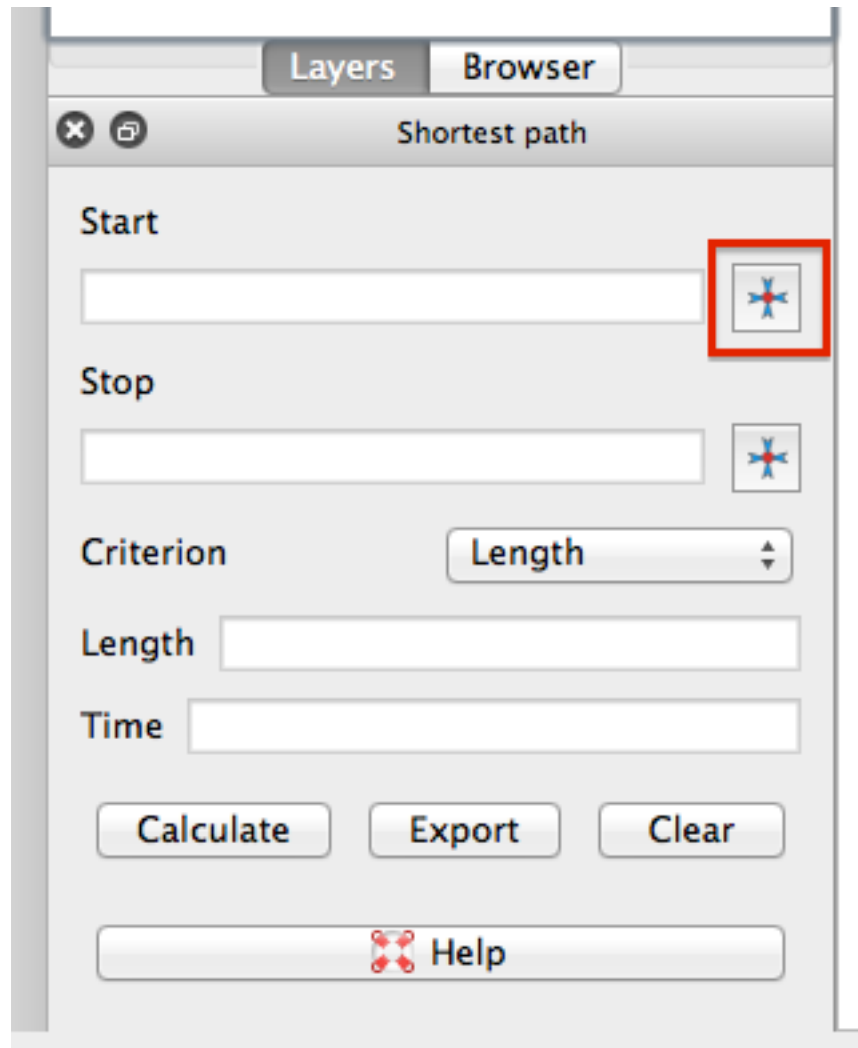 Layers Browser
Shortest path
Start
Stop
Criterion Length
Length
Time
Calculate Export Clear
Help